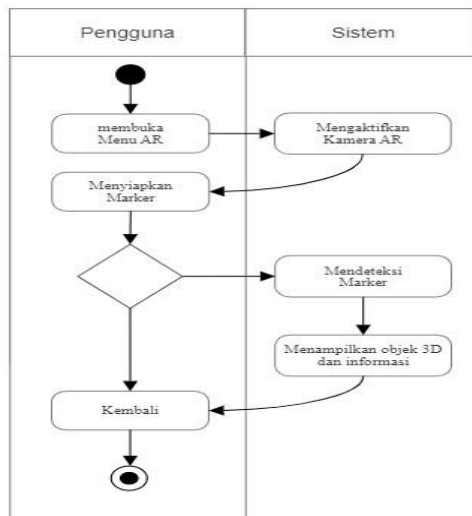 Pengguna
Sistem
membuka
Menu AR
Mengaktifkan
Kamera AR
Menyiapkan
Marker
Mendeteksi
Marker
Menampilkan objek 3D
dan informasi
Kembali